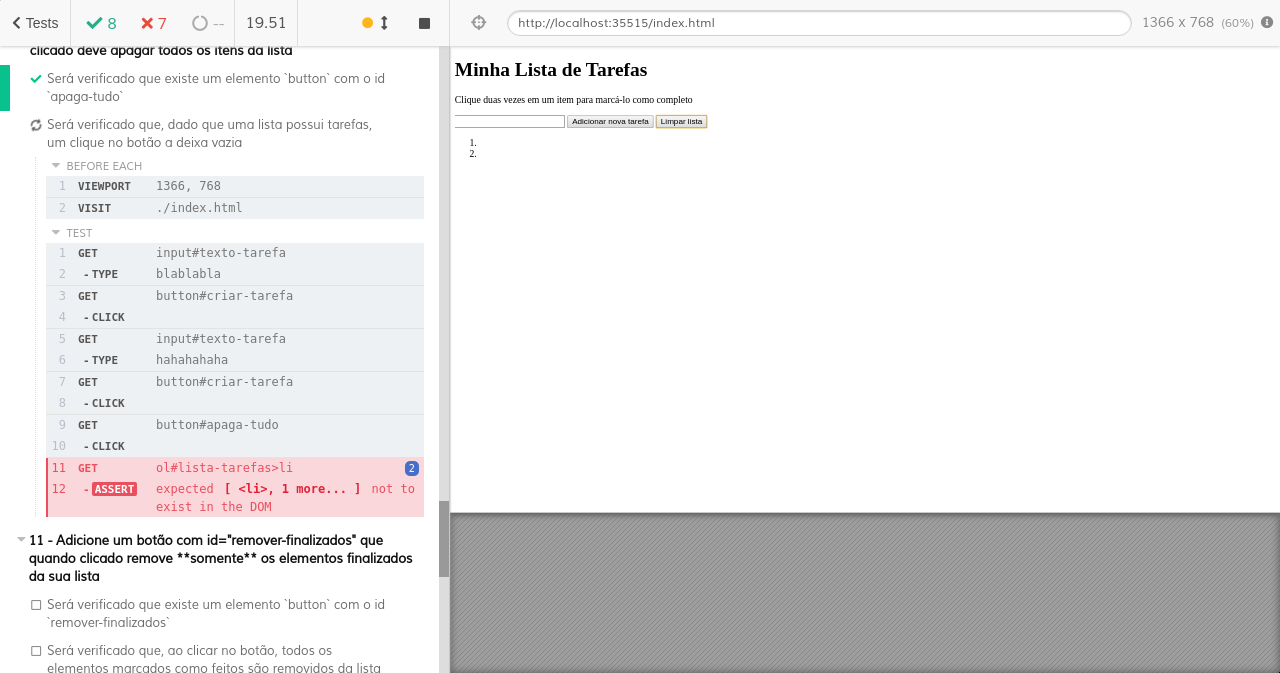 Tests
8
7
--
19.51
http://localhost:35515/index.html
1366 x 768 (60%)
clicado deve apagar todos os itens da lista
Será verificado que existe um elemento `button` com o id
`apaga-tudo`
Será verificado que, dado que uma lista possui tarefas,
um clique no botão a deixa vazia
BEFORE EACH
1 VIEWPORT 1366, 768
2 VISIT ./index.html
TEST
1 GET input#texto-tarefa
2 -TYPE blablabla
3 GET button#criar-tarefa
4 -CLICK
5 GET input#texto-tarefa
6 -TYPE hahahahaha
7 GET button#criar-tarefa
8 -CLICK
9 GET button#apaga-tudo
10 -CLICK
11 GET ol#lista-tarefas>li 2
12 -ASSERT expected [ <li>, 1 more... ] not to
exist in the DOM
11 - Adicione um botão com id="remover-finalizados" que
quando clicado remove **somente** os elementos finalizados
da sua lista
Será verificado que existe um elemento `button` com o id
`remover-finalizados`
Será verificado que, ao clicar no botão, todos os
elementos marcados como feitos são removidos da lista
Minha Lista de Tarefas
Clique duas vezes em um item para marcá-lo como completo
Adicionar nova tarefa Limpar lista
1.
2.